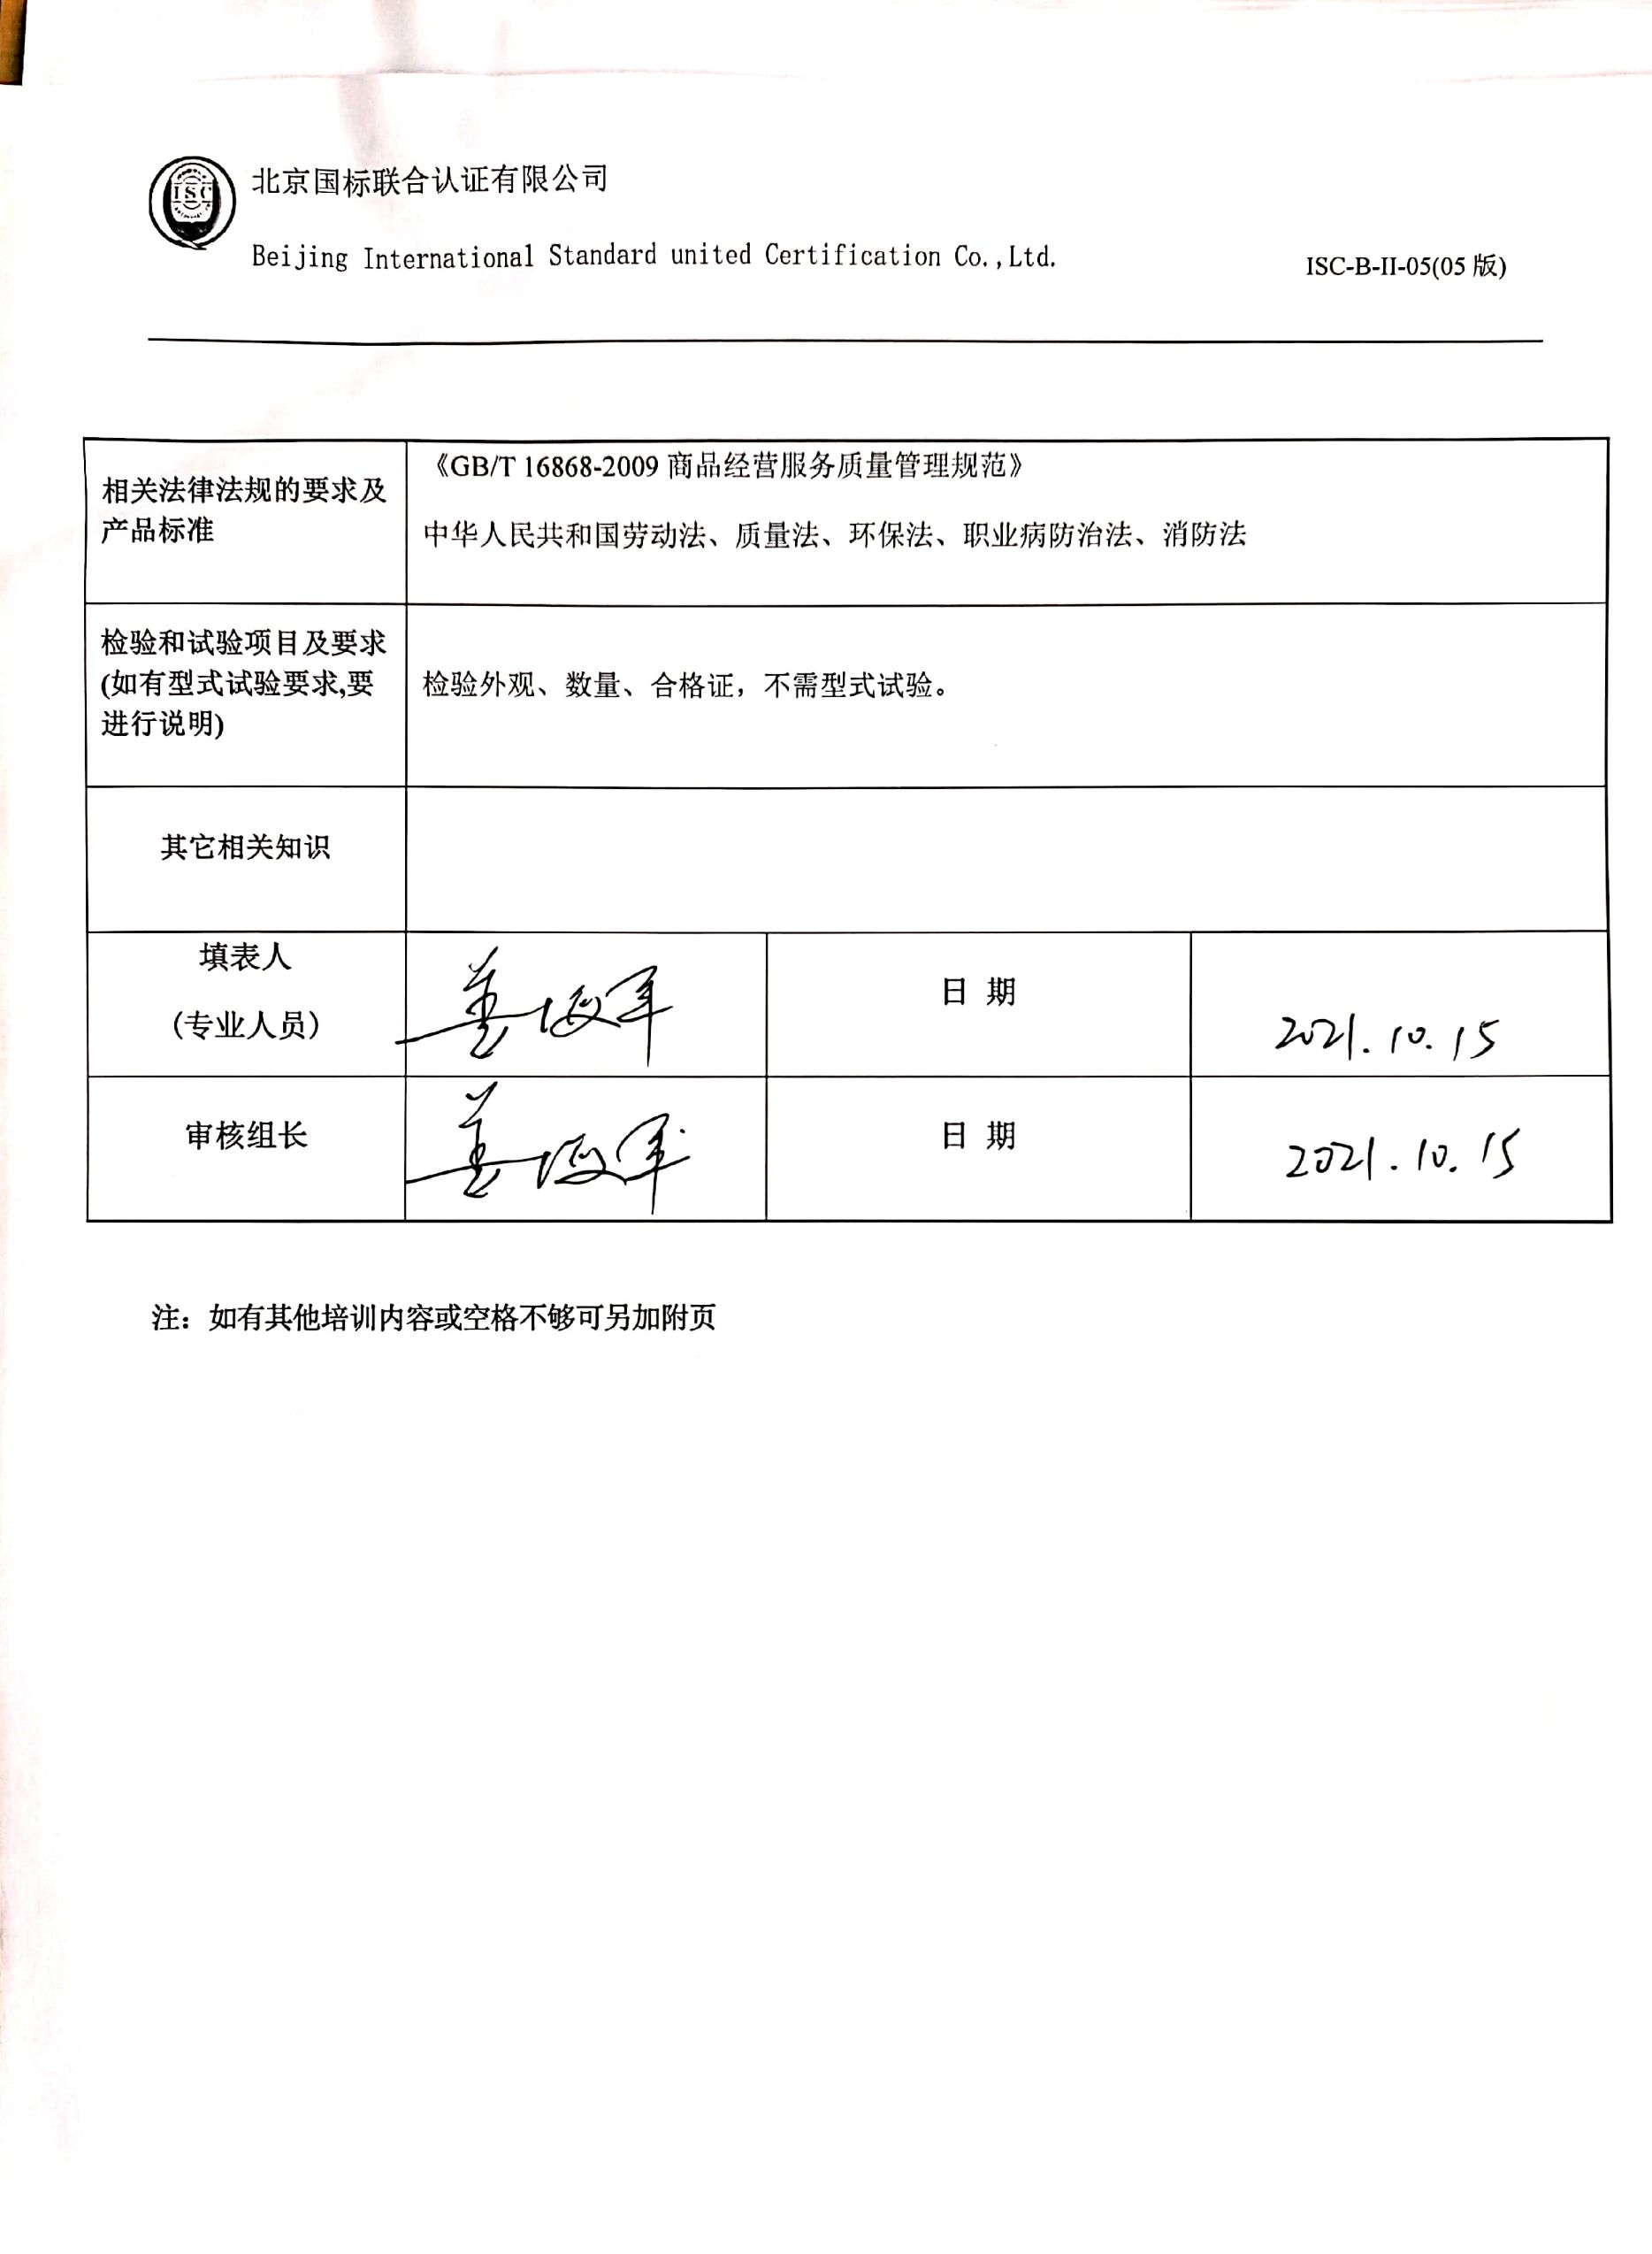 ISC
北京国标联合认证有限公司
Beijing International Standard united Certification Co.,Ltd.
ISC-B-II-05(05 版)
相关法律法规的要求及
产品标准
《GB/T 16868-2009 商品经营服务质量管理规范》
中华人民共和国劳动法、质量法、环保法、职业病防治法、消防法
检验和试验项目及要求
(如有型式试验要求,要
进行说明)
检验外观、数量、合格证，不需型式试验。
其它相关知识
填表人
(专业人员)
姜海军
日 期
2021.10.15
审核组长
姜海军
日 期
2021.10.15
注：如有其他培训内容或空格不够可另加附页